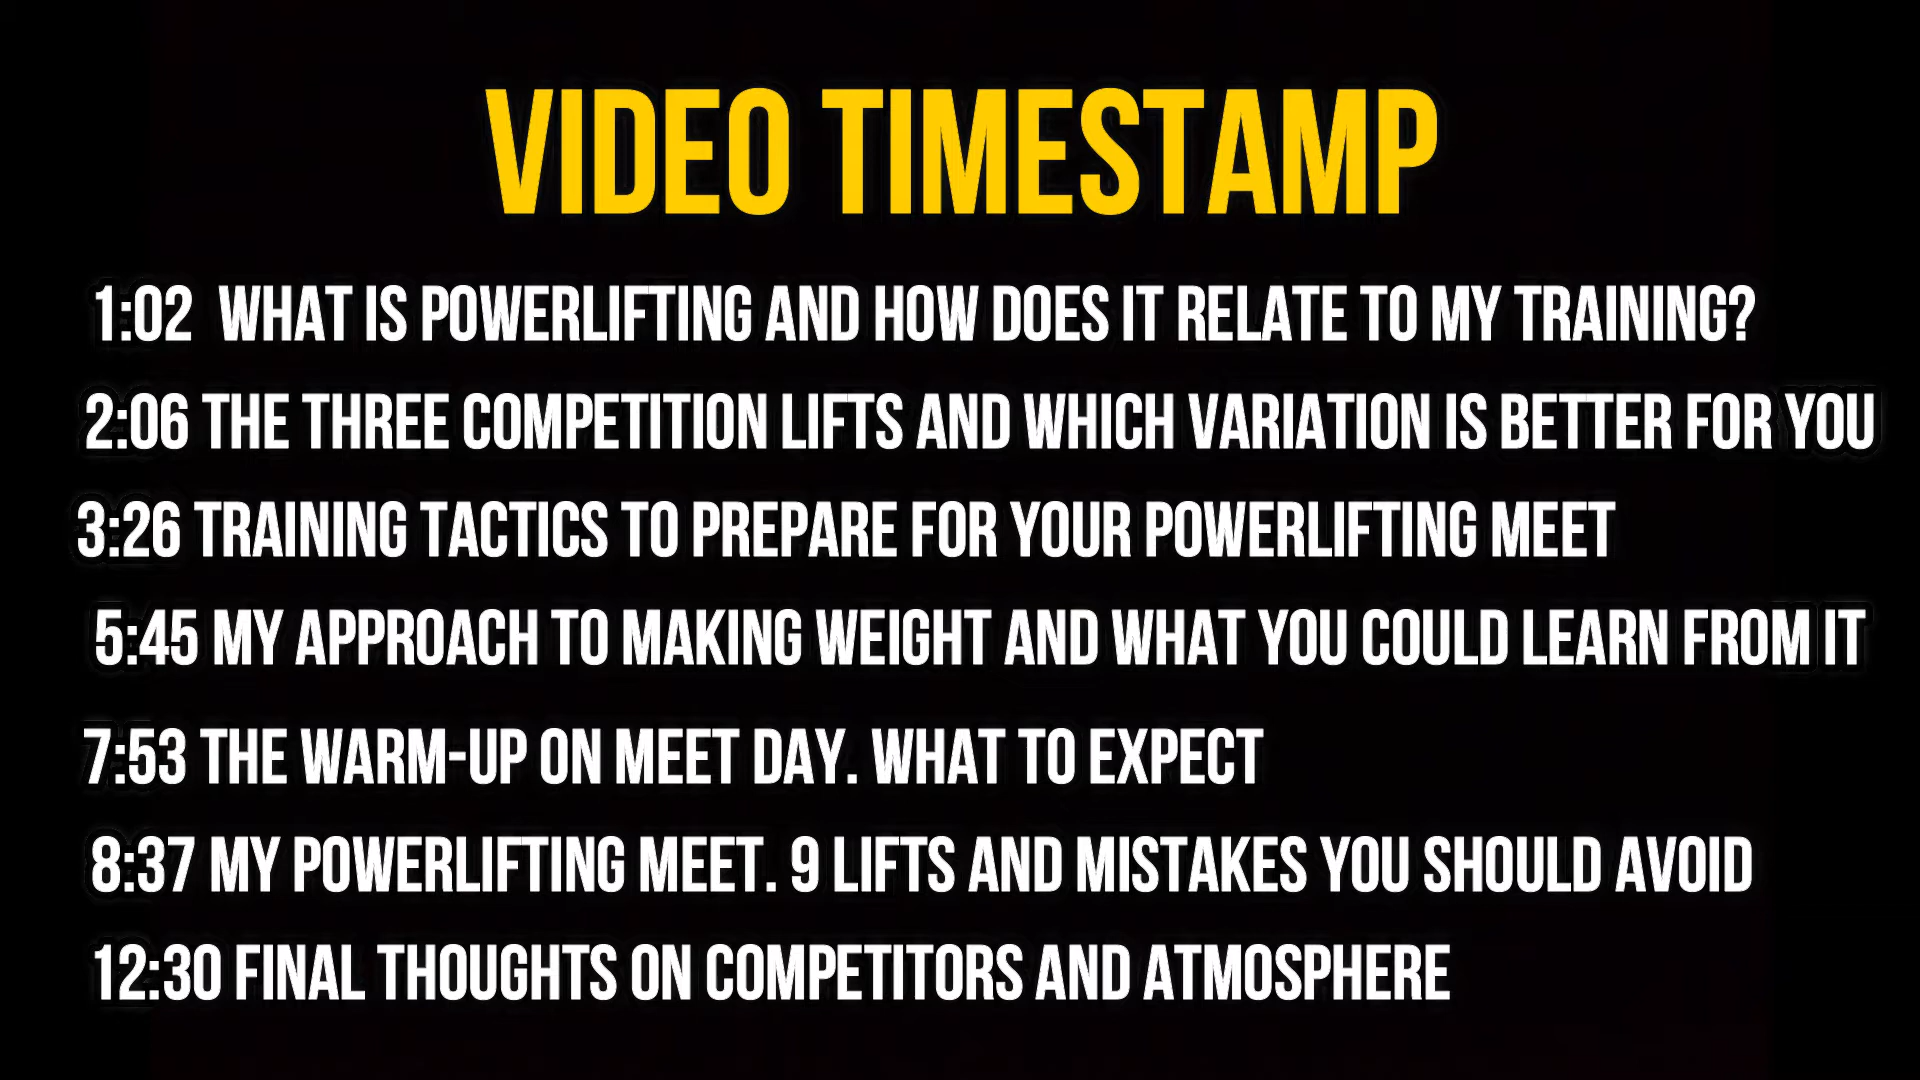 VIDEO TIMESTAMP
1:02 WHAT IS POWERLIFTING AND HOW DOES IT RELATE TO MY TRAINING?
2:06 THE THREE COMPETITION LIFTS AND WHICH VARIATION IS BETTER FOR YOU
3:26 TRAINING TACTICS TO PREPARE FOR YOUR POWERLIFTING MEET
5:45 MY APPROACH TO MAKING WEIGHT AND WHAT YOU COULD LEARN FROM IT
7:53 THE WARM-UP ON MEET DAY. WHAT TO EXPECT
8:37 MY POWERLIFTING MEET. 9 LIFTS AND MISTAKES YOU SHOULD AVOID
12:30 FINAL THOUGHTS ON COMPETITORS AND ATMOSPHERE